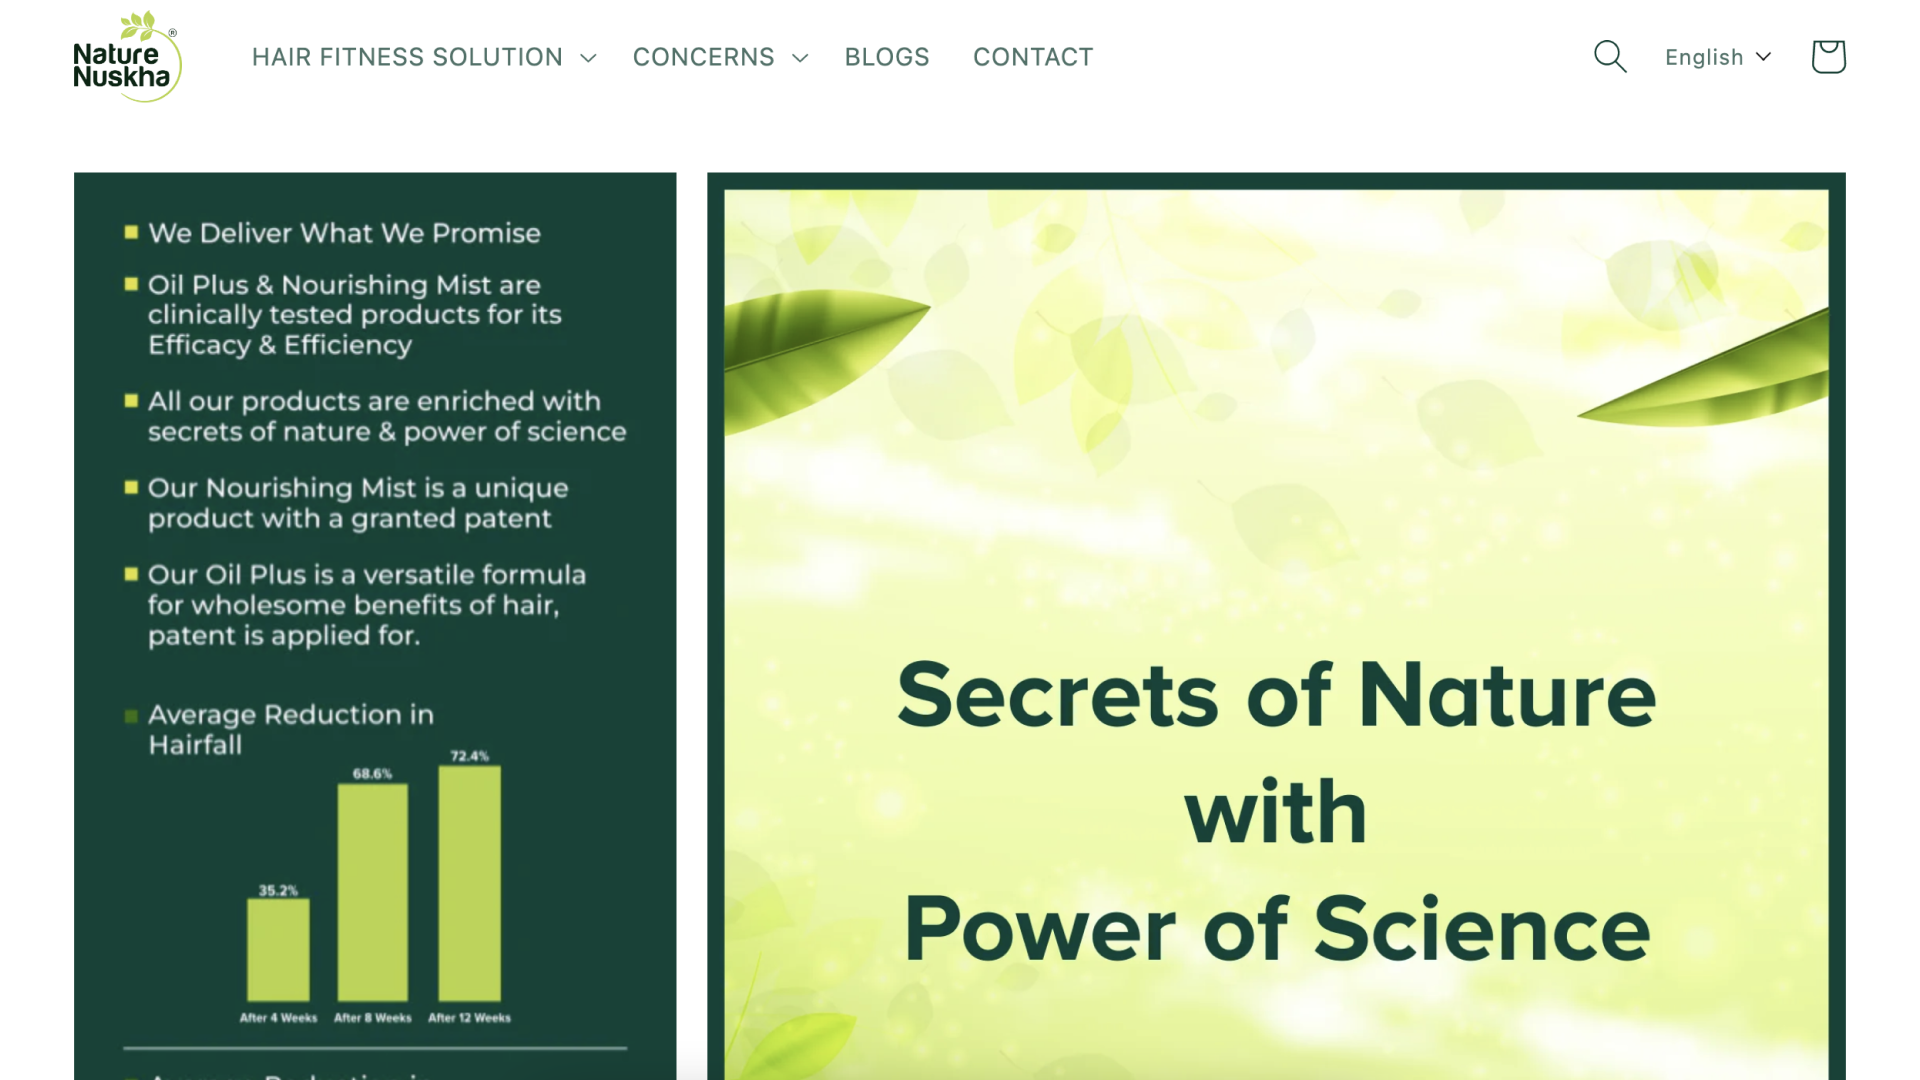 Nature
Nuskha
®
HAIR FITNESS SOLUTION
CONCERNS
BLOGS
CONTACT
English
We Deliver What We Promise
Oil Plus & Nourishing Mist are
clinically tested products for its
Efficacy & Efficiency
All our products are enriched with
secrets of nature & power of science
Our Nourishing Mist is a unique
product with a granted patent
Our Oil Plus is a versatile formula
for wholesome benefits of hair,
patent is applied for.
Average Reduction in
Hairfall
35.2%
68.6%
72.4%
After 4 Weeks
After 8 Weeks
After 12 Weeks
Secrets of Nature
with
Power of Science